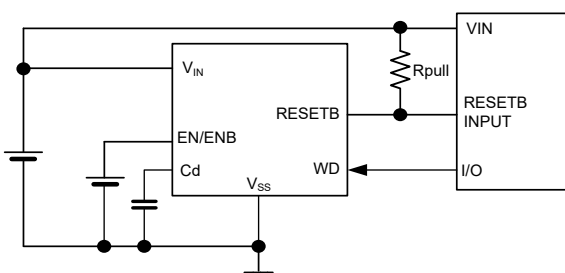 VIN
Rpull
VIN
RESETB
RESETB
INPUT
EN/ENB
Cd
WD
I/O
VSS